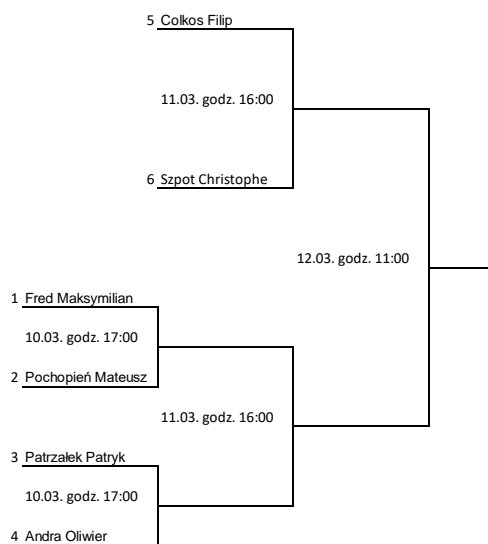 5 Colkos Filip
11.03. godz. 16:00
6 Szpot Christophe
12.03. godz. 11:00
1 Fred Maksymilian
10.03. godz. 17:00
2 Pochopień Mateusz
11.03. godz. 16:00
3 Patrzałek Patryk
10.03. godz. 17:00
4 Andra Oliwier